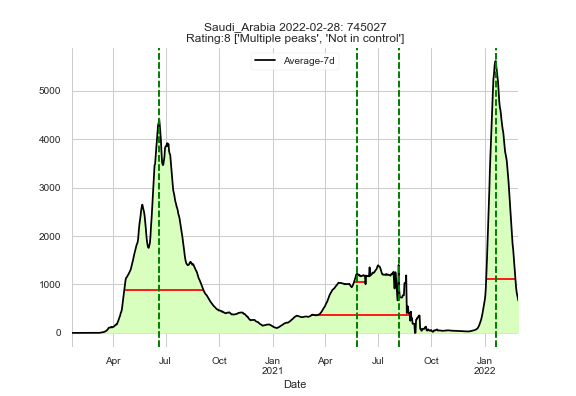 Saudi_Arabia 2022-02-28: 745027
Rating:8 ['Multiple peaks', 'Not in control']
Average-7d
5000
4000
3000
2000
1000
0
Apr Jul Oct Jan Apr Jul Oct Jan
2021 2022
Date